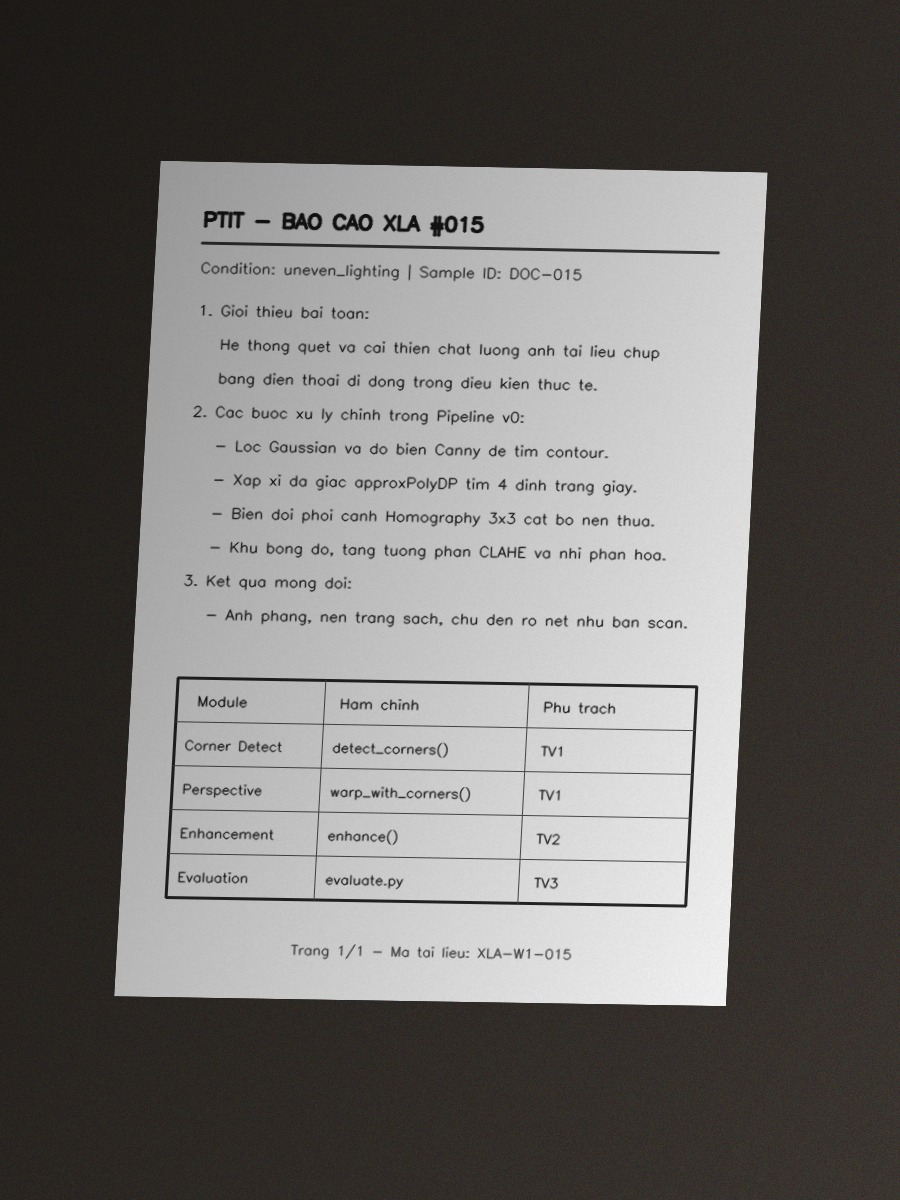 PTIT - BAO CAO XLA #015
Condition: uneven_lighting | Sample ID: DOC-015
1. Gioi thieu bai toan:
He thong quet va cai thien chat luong anh tai lieu chup
bang dien thoai di dong trong dieu kien thuc te.
2. Cac buoc xu ly chinh trong Pipeline v0:
- Loc Gaussian va do bien Canny de tim contour.
- Xap xi da giac approxPolyDP tim 4 dinh trang giay.
- Bien doi phoi canh Homography 3x3 cat bo nen thua.
- Khu bong do, tang tuong phan CLAHE va nhi phan hoa.
3. Ket qua mong doi:
- Anh phang, nen trang sach, chu den ro net nhu ban scan.
Module Ham chinh Phu trach
Corner Detect detect_corners() TV1
Perspective warp_with_corners() TV1
Enhancement enhance() TV2
Evaluation evaluate.py TV3
Trang 1/1 - Ma tai lieu: XLA-W1-015